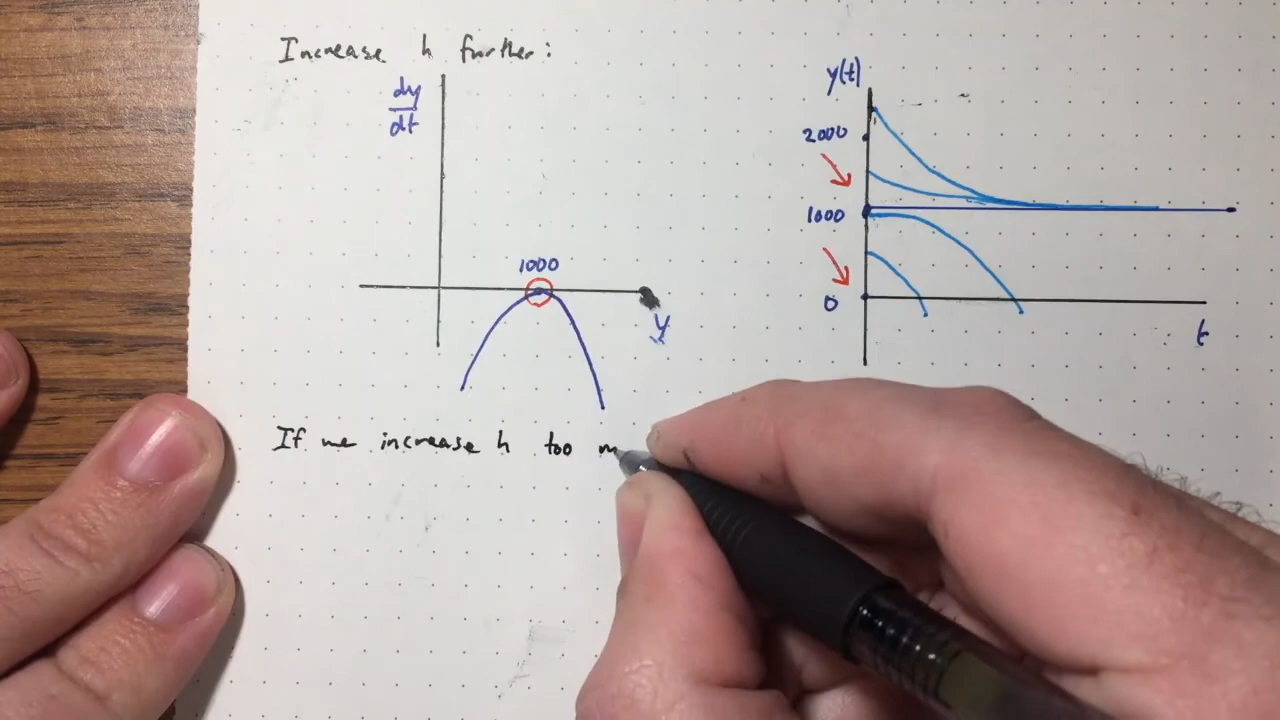 Increase h further:
dy
dt
1000
y
y(t)
2000
1000
0
t
If we increase h too m